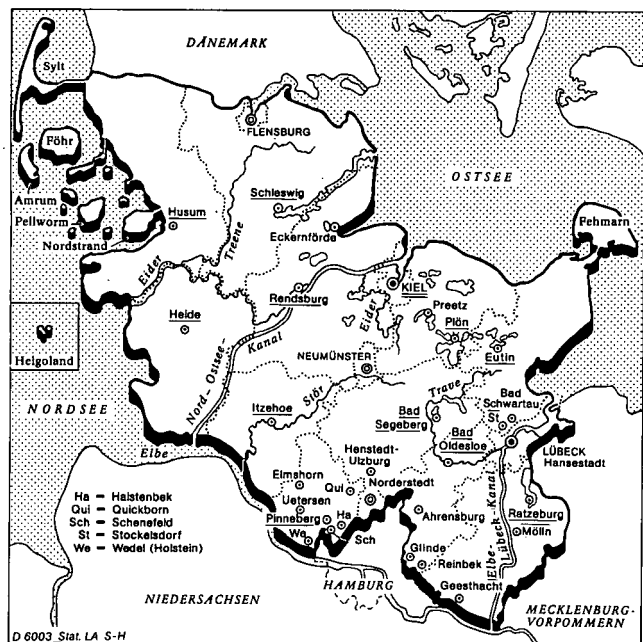 DÄNEMARK
Sylt
FLENSBURG
Föhr
OSTSEE
Amrum
Schleswig
Pellworm
Husum
Fehmarn
Nordstrand
Eckernförde
Treene
Eider
KIEL
Rendsburg
Preetz
Heide
Eider
Plön
Kanal
Eutin
Helgoland
NEUMÜNSTER
Nord-Ostsee-
Stör
Trave
Bad
Schwartau
NORDSEE
Itzehoe
Bad
Segeberg
St
Bad
Oldesloe
Elbe
Henstedt-
Ulzburg
LÜBECK
Hansestadt
Elmshorn
Qui
Norderstedt
Uetersen
Ha
Ratzeburg
Pinneberg
Ahrensburg
Elbe-
Lübeck-Kanal
We
Sch
Mölln
Glinde
Reinbek
HAMBURG
Geesthacht
NIEDERSACHSEN
MECKLENBURG-
VORPOMMERN
Ha = Halstenbek
Qui = Quickborn
Sch = Schenefeld
St = Stockelsdorf
We = Wedel (Holstein)
D 6003 Stat. LA S-H